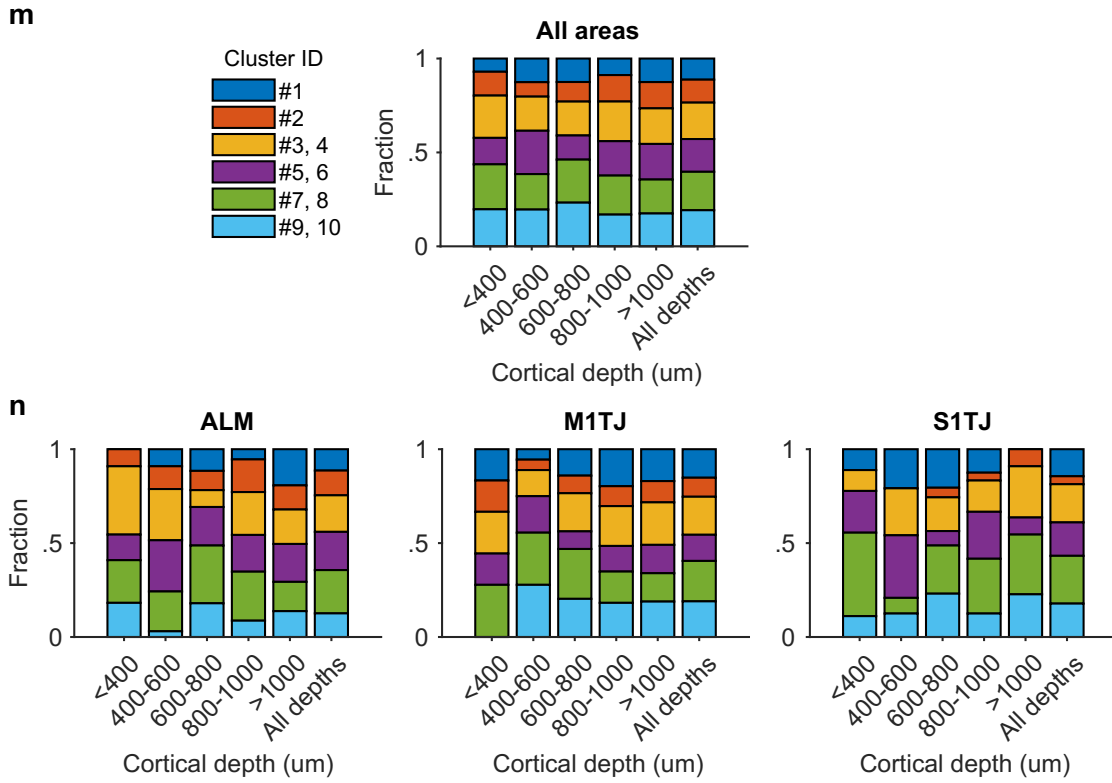 m
All areas
Cluster ID
#1
#2
#3, 4
#5, 6
#7, 8
#9, 10
Fraction
1
.5
0
<400
400-600
600-800
800-1000
>1000
All depths
Cortical depth (um)
n
ALM
Fraction
1
.5
0
<400
400-600
600-800
800-1000
>1000
All depths
Cortical depth (um)
M1TJ
1
.5
0
<400
400-600
600-800
800-1000
>1000
All depths
Cortical depth (um)
S1TJ
1
.5
0
<400
400-600
600-800
800-1000
>1000
All depths
Cortical depth (um)